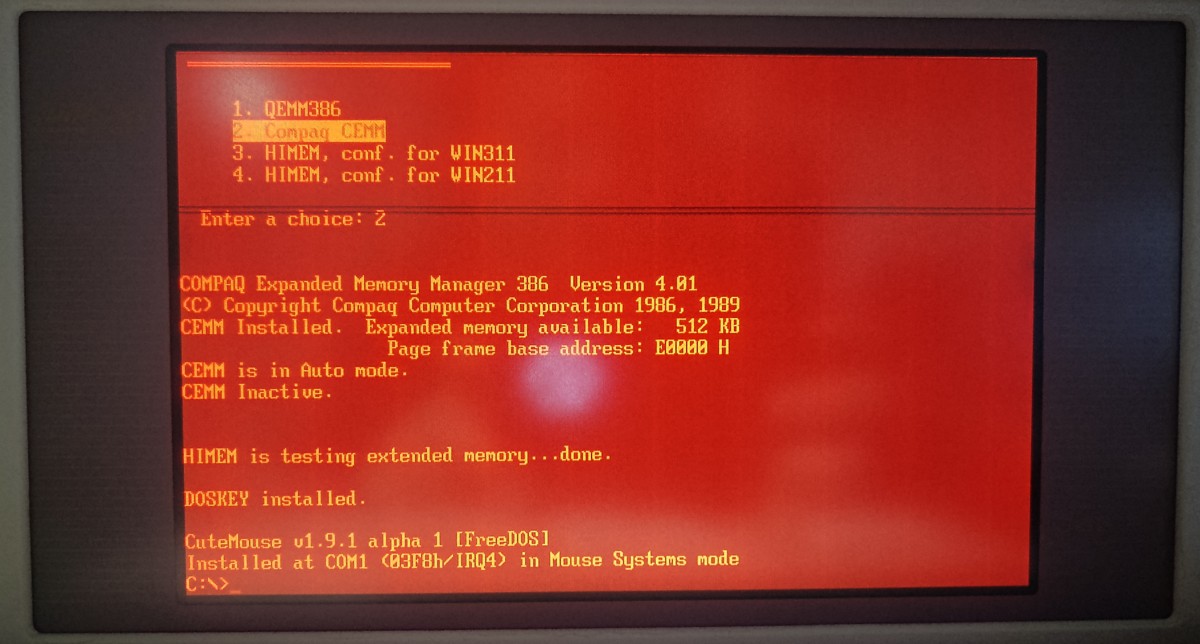 1. QEMM386
2. Compaq CEMM
3. HIMEM, conf. for WIN311
4. HIMEM, conf. for WIN211
Enter a choice: 2
COMPAQ Expanded Memory Manager 386 Version 4.01
(C) Copyright Compaq Computer Corporation 1986, 1989
CEMM Installed. Expanded memory available: 512 KB
Page frame base address: E0000 H
CEMM is in Auto mode.
CEMM Inactive.
HIMEM is testing extended memory...done.
DOSKEY installed.
CuteMouse v1.9.1 alpha 1 [FreeDOS]
Installed at COM1 (03F8h/IRQ4) in Mouse Systems mode
C:\>_